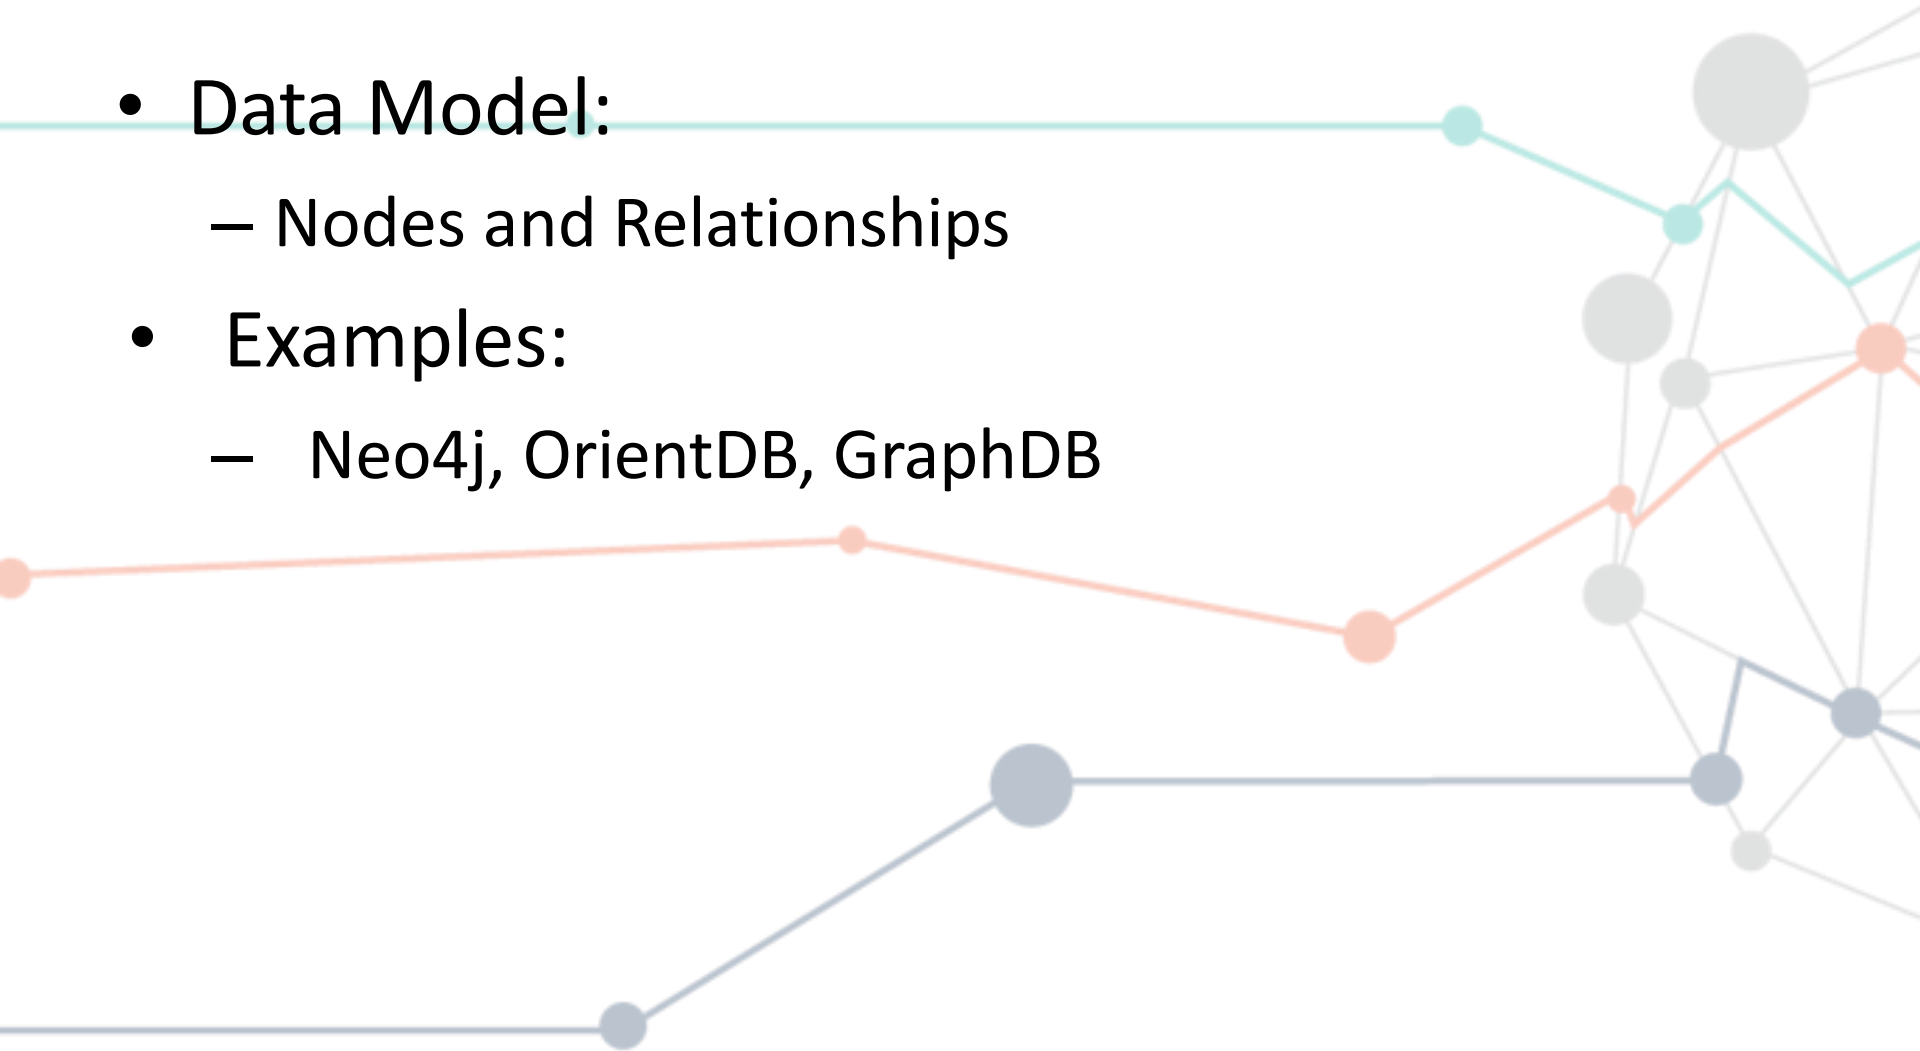 • Data Model:
– Nodes and Relationships
• Examples:
– Neo4j, OrientDB, GraphDB